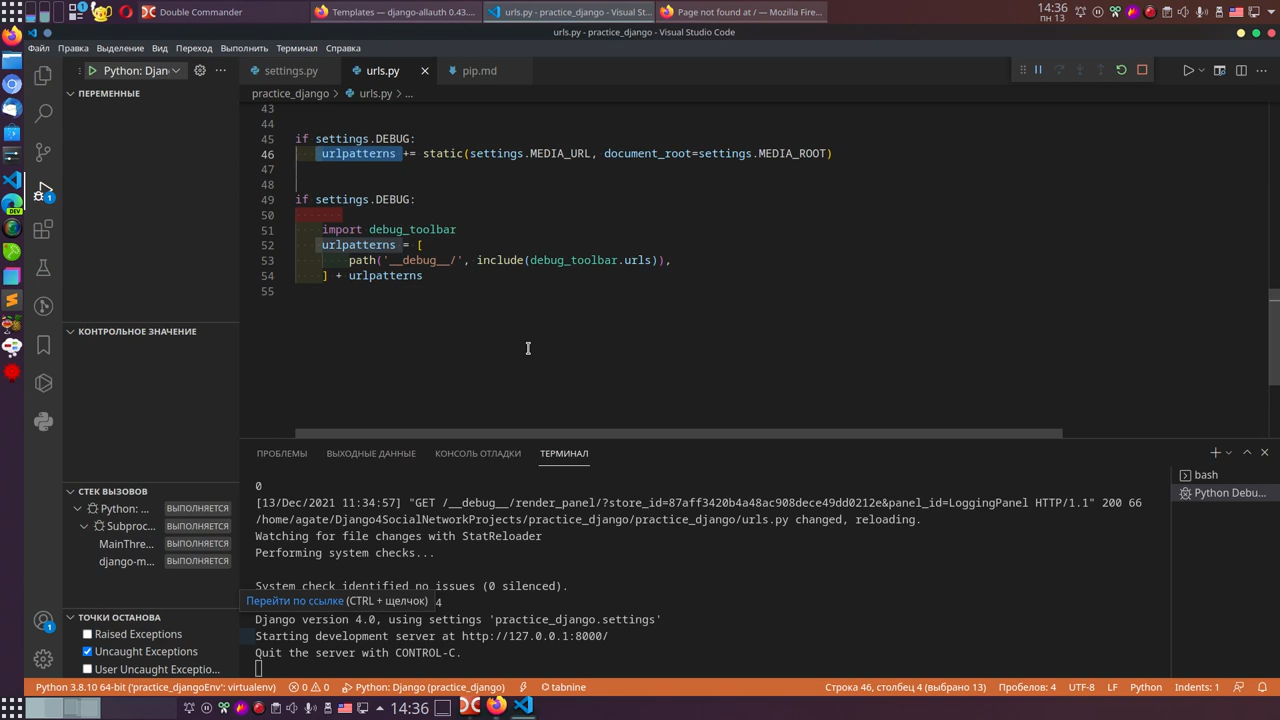 Double Commander
Templates — django-allauth 0.43....
urls.py - practice_django - Visual St...
Page not found at / — Mozilla Fire...
14:36
пн 13
urls.py - practice_django - Visual Studio Code
Файл Правка Выделение Вид Переход Выполнить Терминал Справка
Python: Djan
settings.py
urls.py
pip.md
ПЕРЕМЕННЫЕ
practice_django > urls.py > ...
43
44
45 if settings.DEBUG:
46 urlpatterns += static(settings.MEDIA_URL, document_root=settings.MEDIA_ROOT)
47
48
49 if settings.DEBUG:
50
51 import debug_toolbar
52 urlpatterns = [
53 path('__debug__/', include(debug_toolbar.urls)),
54 ] + urlpatterns
55
КОНТРОЛЬНОЕ ЗНАЧЕНИЕ
СТЕК ВЫЗОВОВ
Python: ... ВЫПОЛНЯЕТСЯ
Subproc... ВЫПОЛНЯЕТСЯ
MainThre... ВЫПОЛНЯЕТСЯ
django-m... ВЫПОЛНЯЕТСЯ
ТОЧКИ ОСТАНОВА
Raised Exceptions
Uncaught Exceptions
User Uncaught Exceptio...
ПРОБЛЕМЫ ВЫХОДНЫЕ ДАННЫЕ КОНСОЛЬ ОТЛАДКИ ТЕРМИНАЛ
bash
Python Debu...
0
[13/Dec/2021 11:34:57] "GET /__debug__/render_panel/?store_id=87aff3420b4a48ac908dece49dd0212e&panel_id=LoggingPanel HTTP/1.1" 200 66
/home/agate/Django4SocialNetworkProjects/practice_django/practice_django/urls.py changed, reloading.
Watching for file changes with StatReloader
Performing system checks...
System check identified no issues (0 silenced).
Перейти по ссылке (CTRL + щелчок) 4
Django version 4.0, using settings 'practice_django.settings'
Starting development server at http://127.0.0.1:8000/
Quit the server with CONTROL-C.
Python 3.8.10 64-bit ('practice_djangoEnv': virtualenv) 0 0 Python: Django (practice_django) tabnine
Строка 46, столбец 4 (выбрано 13) Пробелов: 4 UTF-8 LF Python Indents: 1
14:36